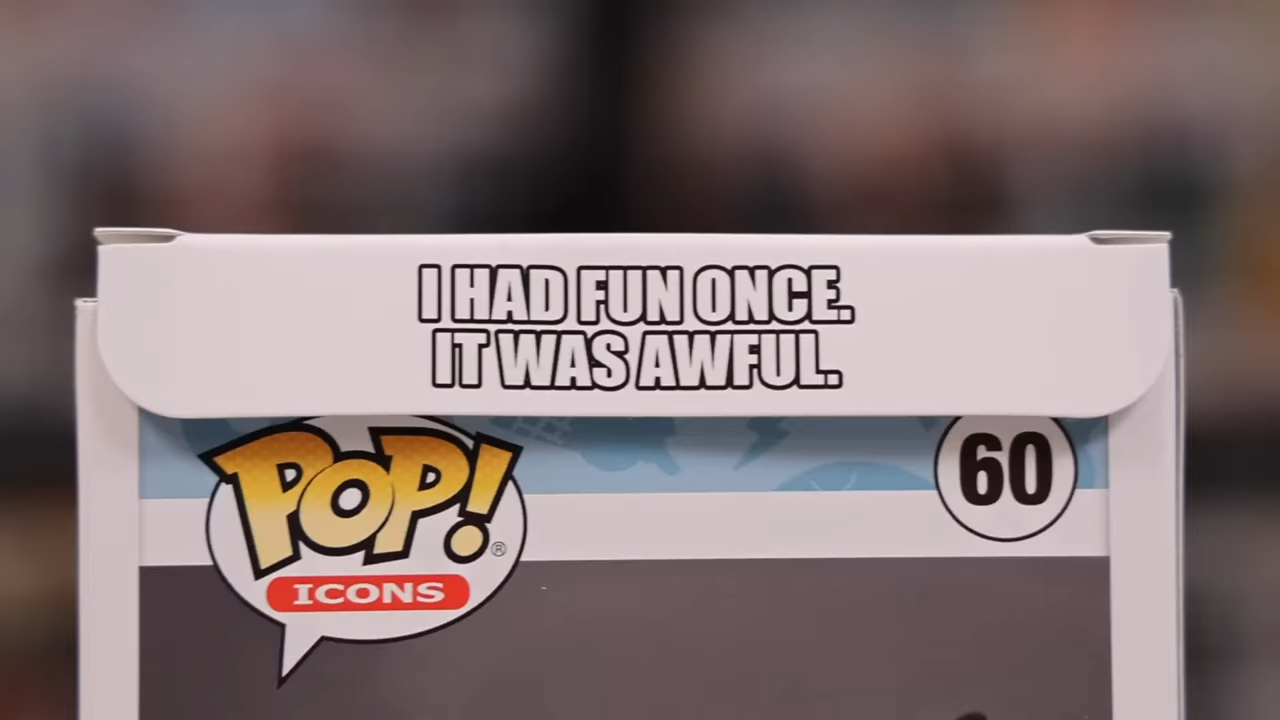 I HAD FUN ONCE.
IT WAS AWFUL.
POP! ®
60
ICONS